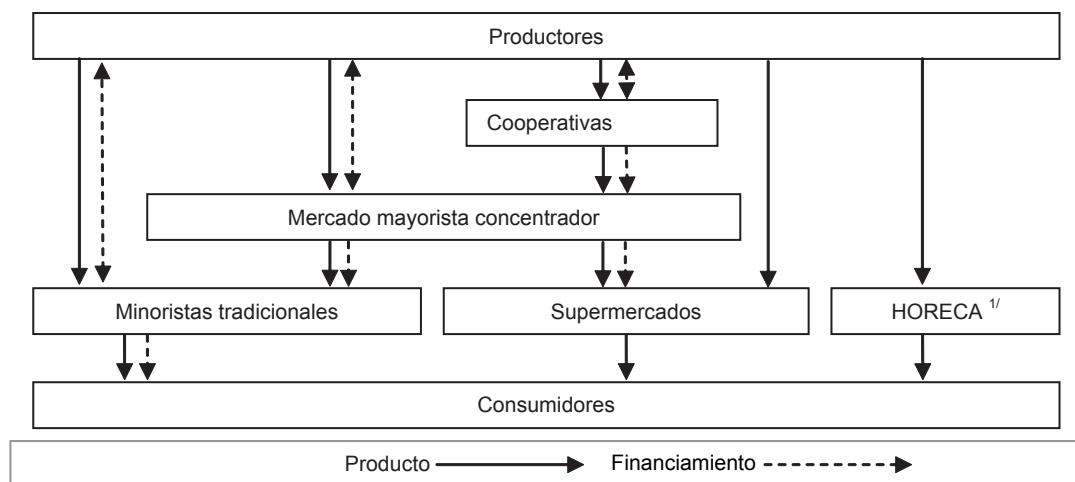 Productores
Cooperativas
Mercado mayorista concentrador
Minoristas tradicionales
Supermercados
HORECA 1/
Consumidores
Producto
Financiamiento